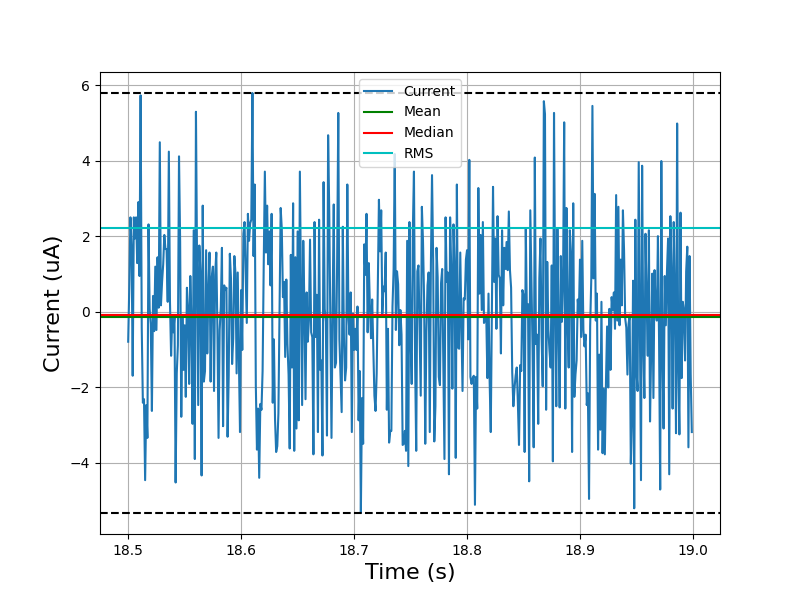 Current (uA)
6
4
2
0
−2
−4
Current
Mean
Median
RMS
18.5
18.6
18.7
18.8
18.9
19.0
Time (s)